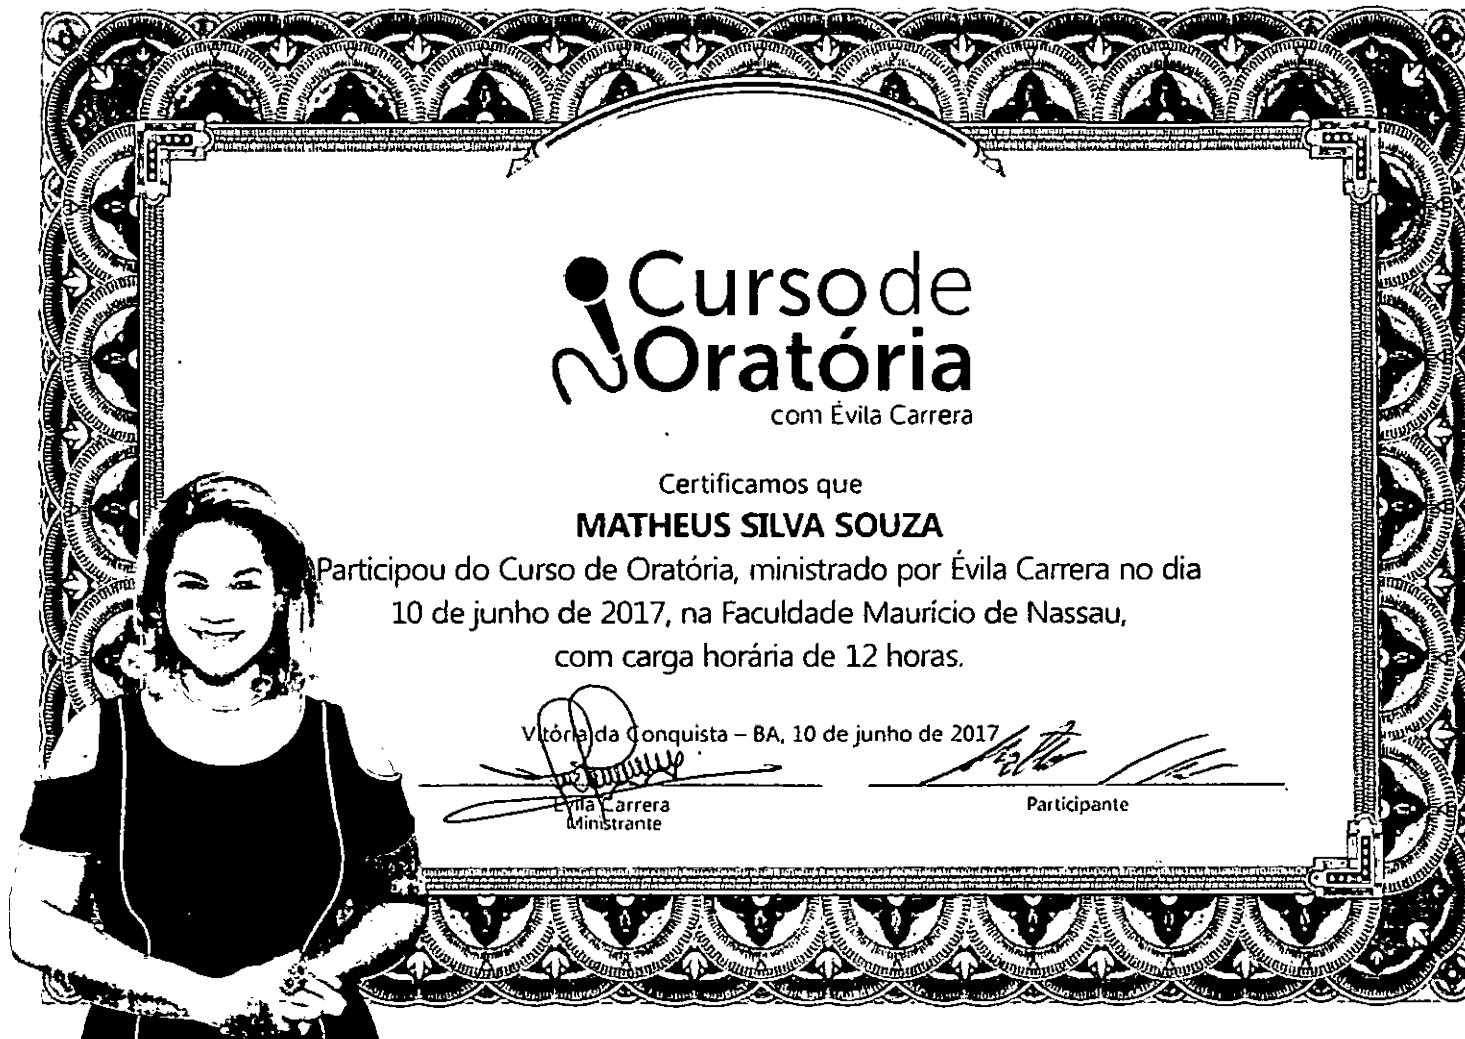 Curso de
Oratória
com Évila Carrera
Certificamos que
MATHEUS SILVA SOUZA
Participou do Curso de Oratória, ministrado por Évila Carrera no dia
10 de junho de 2017, na Faculdade Maurício de Nassau,
com carga horária de 12 horas.
Vitória da Conquista – BA, 10 de junho de 2017
Évila Carrera
Ministrante
Participante